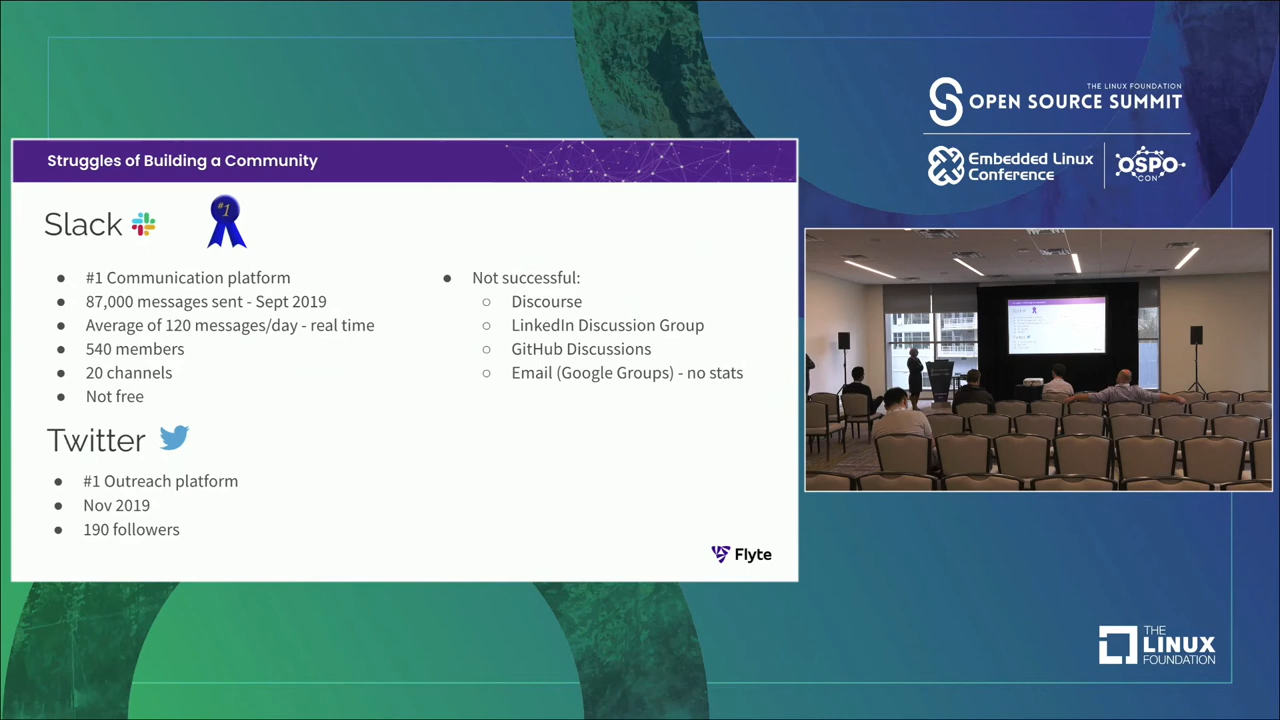 Struggles of Building a Community
Slack
#1
#1 Communication platform
87,000 messages sent - Sept 2019
Average of 120 messages/day - real time
540 members
20 channels
Not free
Twitter
#1 Outreach platform
Nov 2019
190 followers
Not successful:
Discourse
LinkedIn Discussion Group
GitHub Discussions
Email (Google Groups) - no stats
Flyte
THE LINUX FOUNDATION
OPEN SOURCE SUMMIT
Embedded Linux
Conference
OSPO
CON
THE
LINUX
FOUNDATION